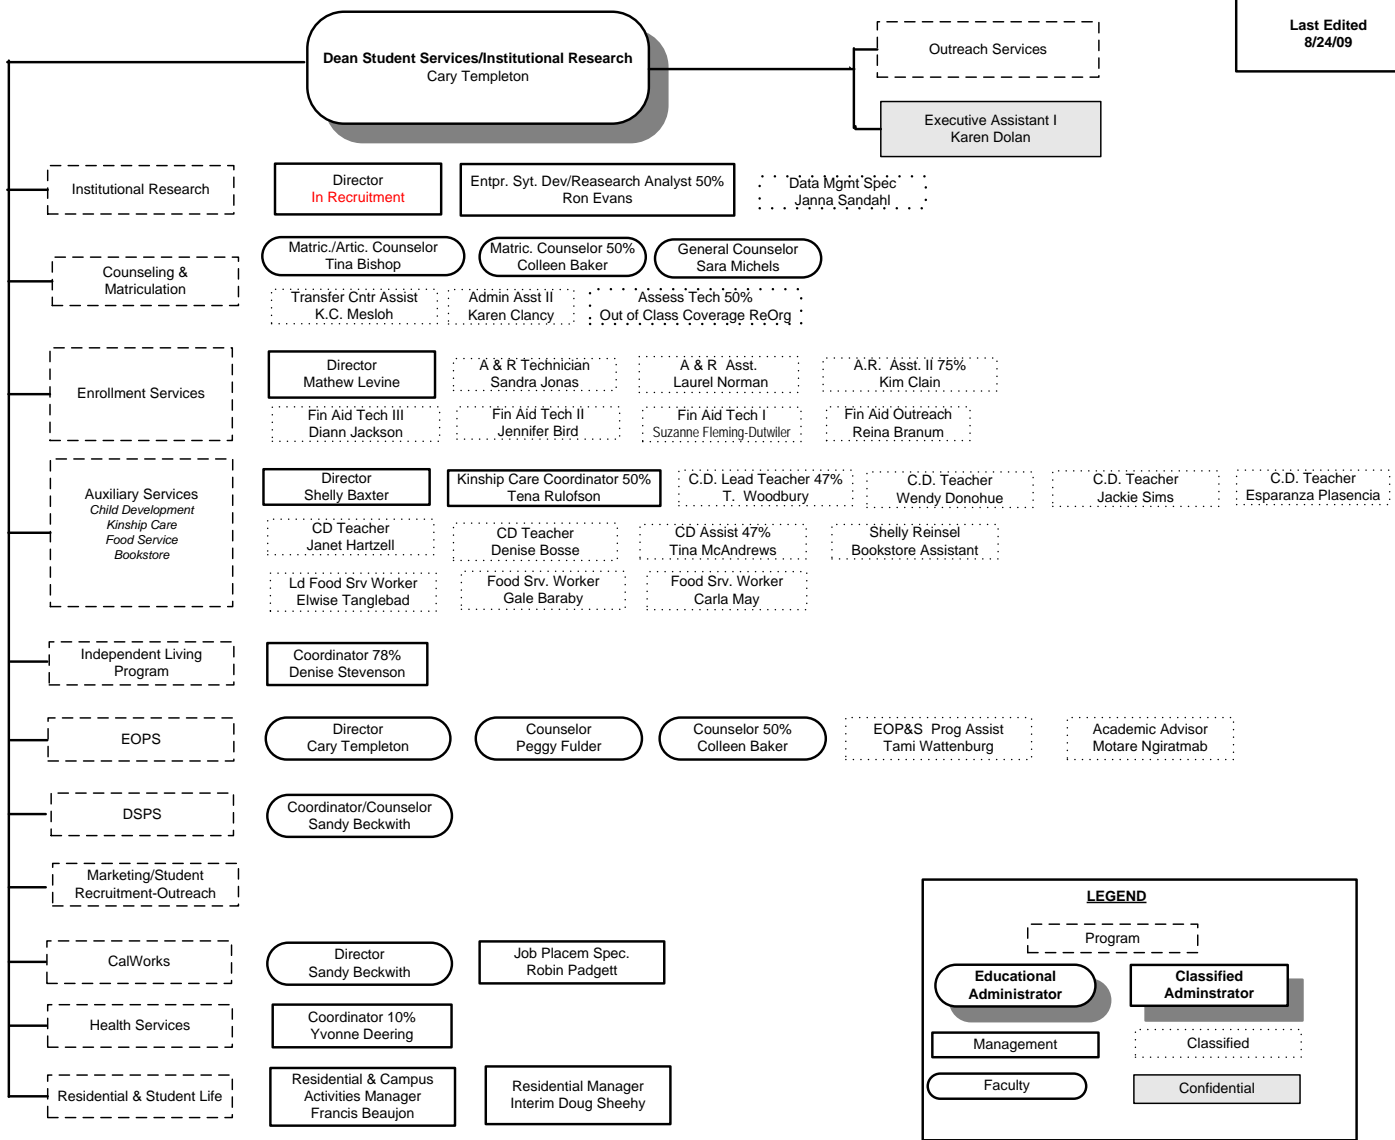 Last Edited
8/24/09
Dean Student Services/Institutional Research
Cary Templeton
Outreach Services
Executive Assistant I
Karen Dolan
Institutional Research
Director
In Recruitment
Entpr. Syt. Dev/Reasearch Analyst 50%
Ron Evans
Data Mgmt Spec
Janna Sandahl
Counseling &
Matriculation
Matric./Artic. Counselor
Tina Bishop
Matric. Counselor 50%
Colleen Baker
General Counselor
Sara Michels
Transfer Cntr Assist
K.C. Mesloh
Admin Asst II
Karen Clancy
Assess Tech 50%
Out of Class Coverage ReOrg
Enrollment Services
Director
Mathew Levine
A & R Technician
Sandra Jonas
A & R Asst.
Laurel Norman
A.R. Asst. II 75%
Kim Clain
Fin Aid Tech III
Diann Jackson
Fin Aid Tech II
Jennifer Bird
Fin Aid Tech I
Suzanne Fleming-Dutwiler
Fin Aid Outreach
Reina Branum
Auxiliary Services
Child Development
Kinship Care
Food Service
Bookstore
Director
Shelly Baxter
Kinship Care Coordinator 50%
Tena Rulofson
C.D. Lead Teacher 47%
T. Woodbury
C.D. Teacher
Wendy Donohue
C.D. Teacher
Jackie Sims
C.D. Teacher
Esparanza Plasencia
CD Teacher
Janet Hartzell
CD Teacher
Denise Bosse
CD Assist 47%
Tina McAndrews
Shelly Reinsel
Bookstore Assistant
Ld Food Srv Worker
Elwise Tanglebad
Food Srv. Worker
Gale Baraby
Food Srv. Worker
Carla May
Independent Living
Program
Coordinator 78%
Denise Stevenson
EOPS
Director
Cary Templeton
Counselor
Peggy Fulder
Counselor 50%
Colleen Baker
EOP&S Prog Assist
Tami Wattenburg
Academic Advisor
Motare Ngiratmab
DSPS
Coordinator/Counselor
Sandy Beckwith
Marketing/Student
Recruitment-Outreach
CalWorks
Director
Sandy Beckwith
Job Placem Spec.
Robin Padgett
Health Services
Coordinator 10%
Yvonne Deering
Residential & Student Life
Residential & Campus
Activities Manager
Francis Beaujon
Residential Manager
Interim Doug Sheehy
LEGEND
Program
Educational
Administrator
Classified
Adminstrator
Management
Classified
Faculty
Confidential